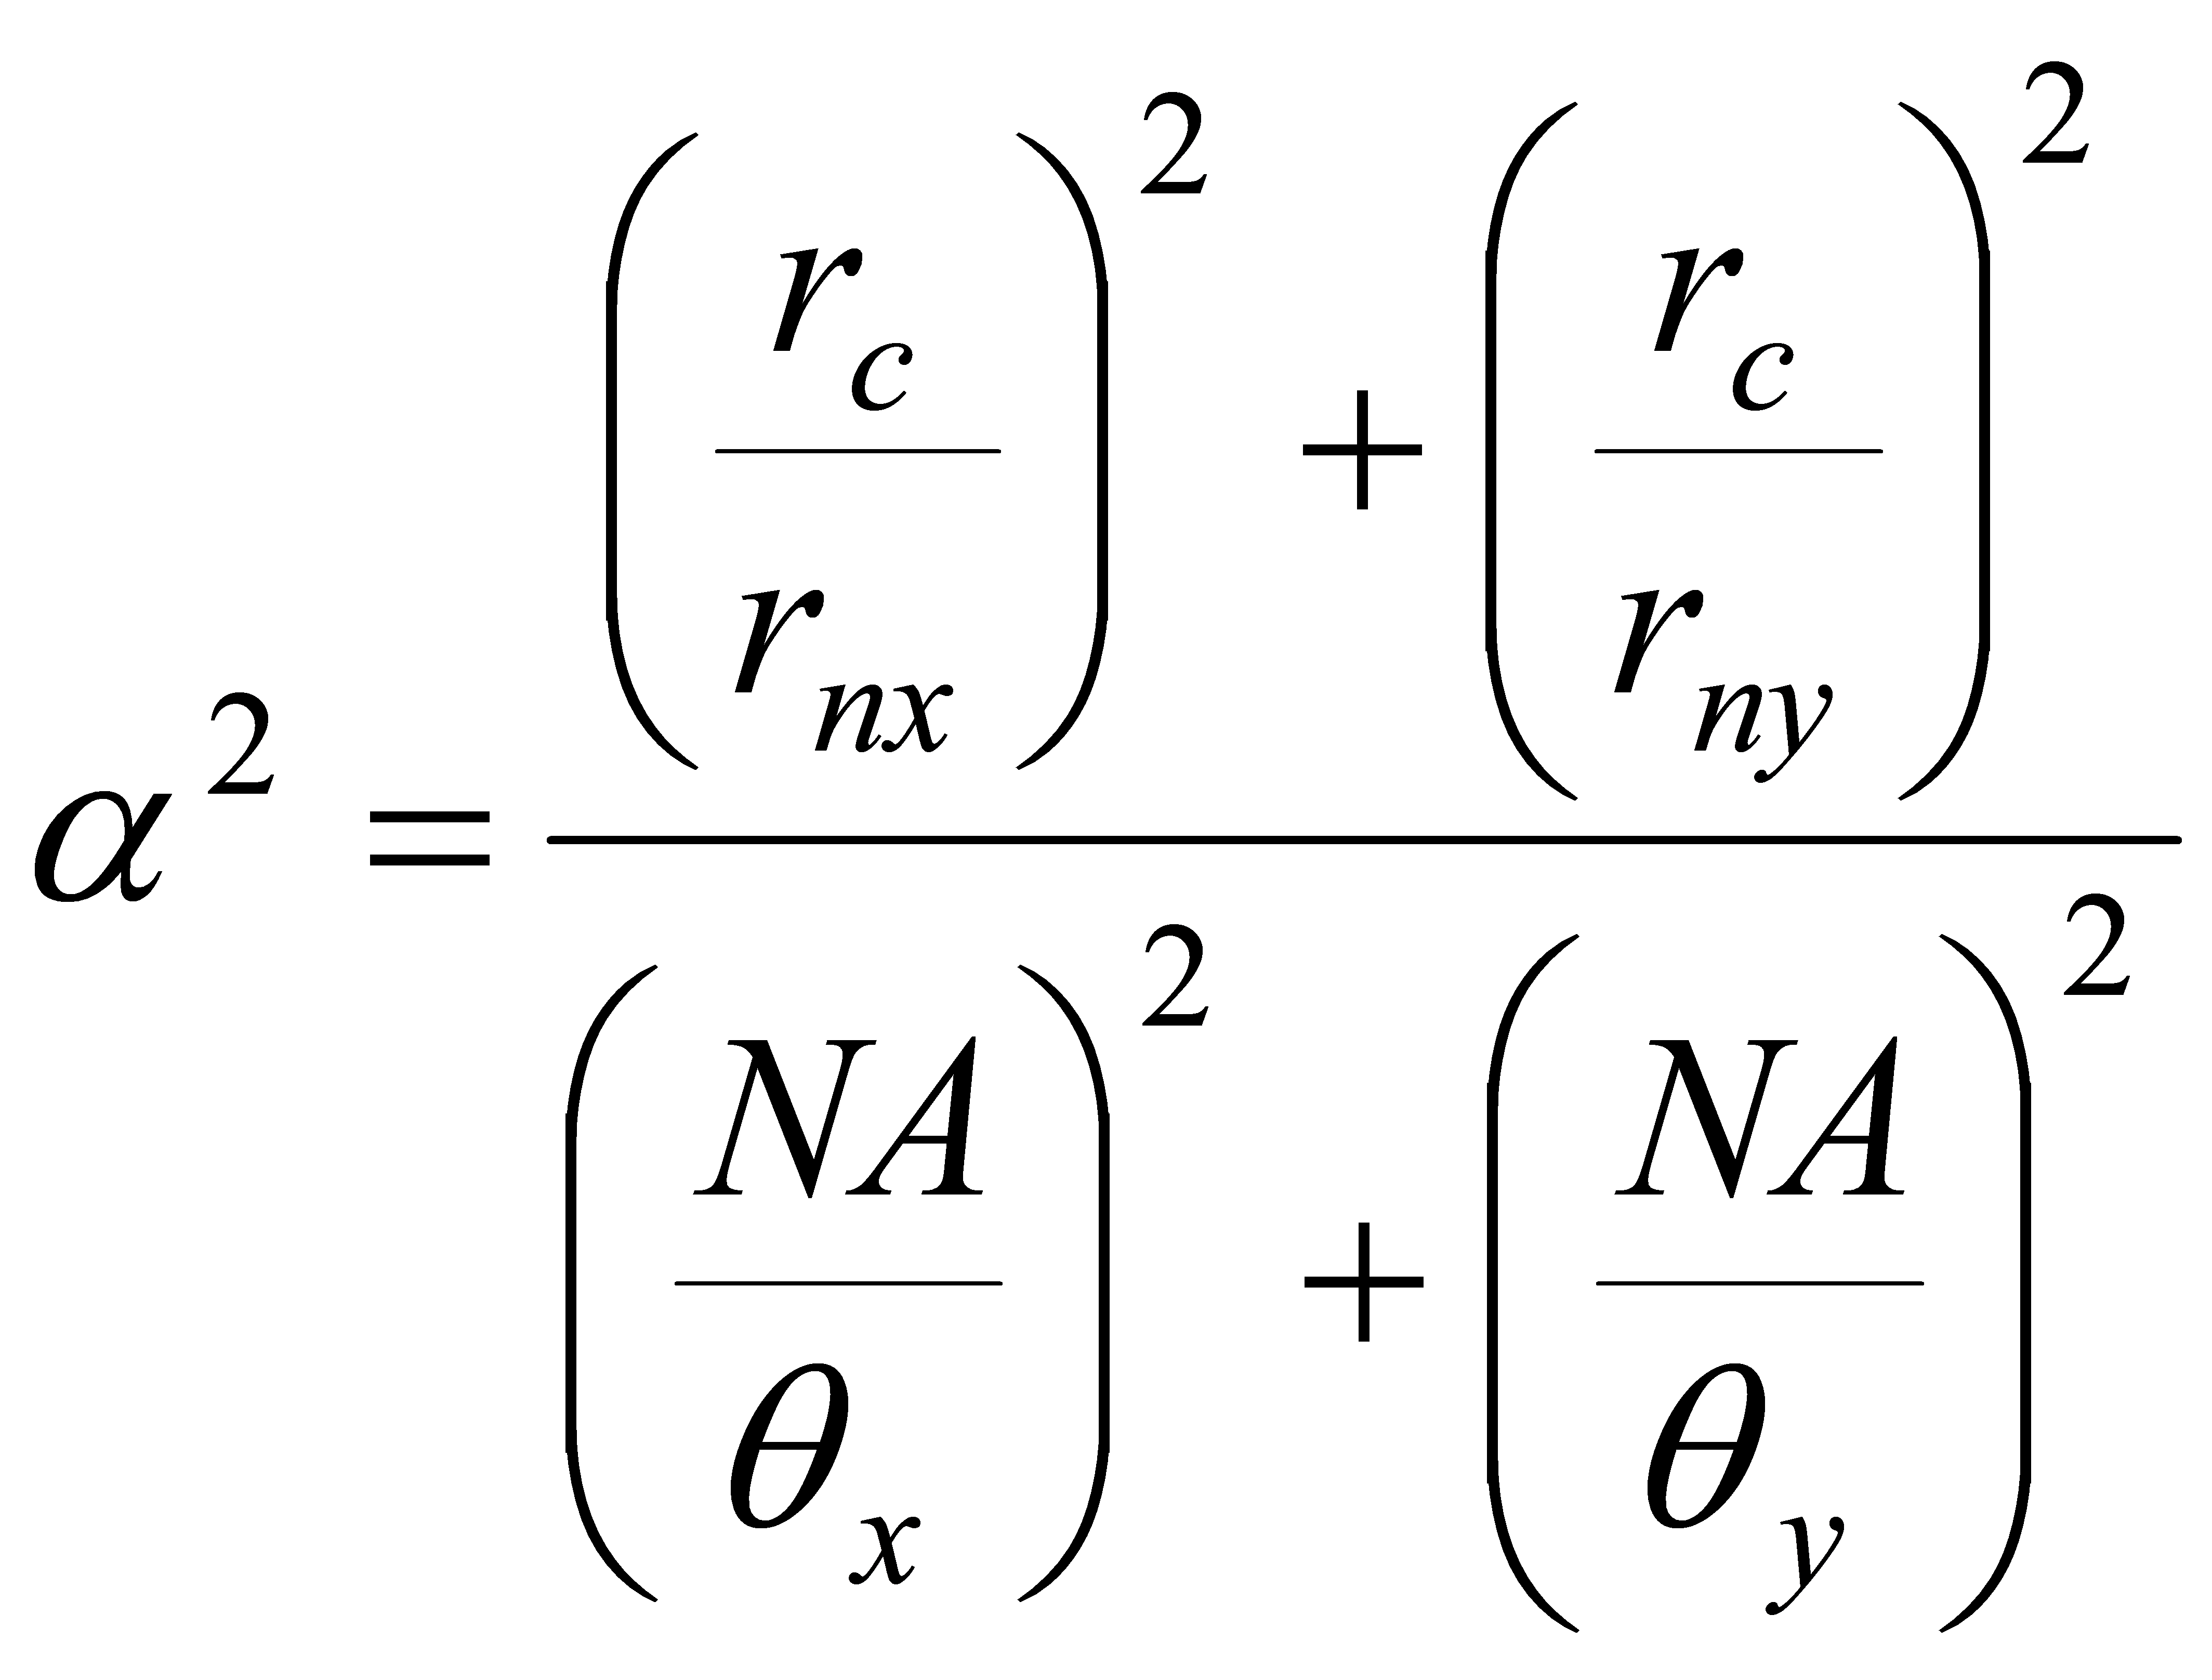 α² = ((r_c / r_nx)² + (r_c / r_ny)²) / ((NA / θ_x)² + (NA / θ_y)²)